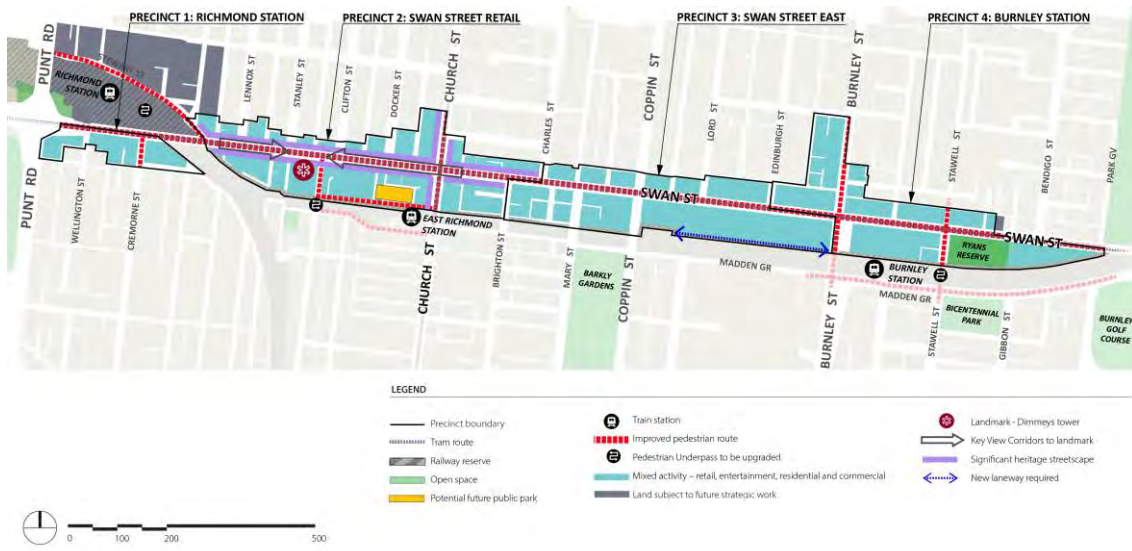 PRECINCT 1: RICHMOND STATION
PRECINCT 2: SWAN STREET RETAIL
PRECINCT 3: SWAN STREET EAST
PRECINCT 4: BURNLEY STATION
PUNT RD
RICHMOND
STATION
LENNOX ST
STANLEY ST
CLIFTON ST
DOCKER ST
CHURCH ST
CHARLES ST
COPPIN ST
LORD ST
EDINBURGH ST
BURNLEY ST
STAWELL ST
BENDIGO ST
PARK GV
SWAN ST
SWAN ST
PUNT RD
WELLINGTON ST
CREMORNE ST
EAST RICHMOND
STATION
CHURCH ST
BRIGHTON ST
MARY ST
BARKLY
GARDENS
COPPIN ST
MADDEN GR
BURNLEY ST
BURNLEY
STATION
MADDEN GR
RYANS
RESERVE
STAWELL ST
BICENTENNIAL
PARK
GIBBON ST
BURNLEY
GOLF
COURSE
LEGEND
Precinct boundary
Tram route
Railway reserve
Open space
Potential future public park
Train station
Improved pedestrian route
Pedestrian Underpass to be upgraded
Mixed activity – retail, entertainment, residential and commercial
Land subject to future strategic work
Landmark - Dimmeys tower
Key View Corridors to landmark
Significant heritage streetscape
New laneway required
0 100 200 500